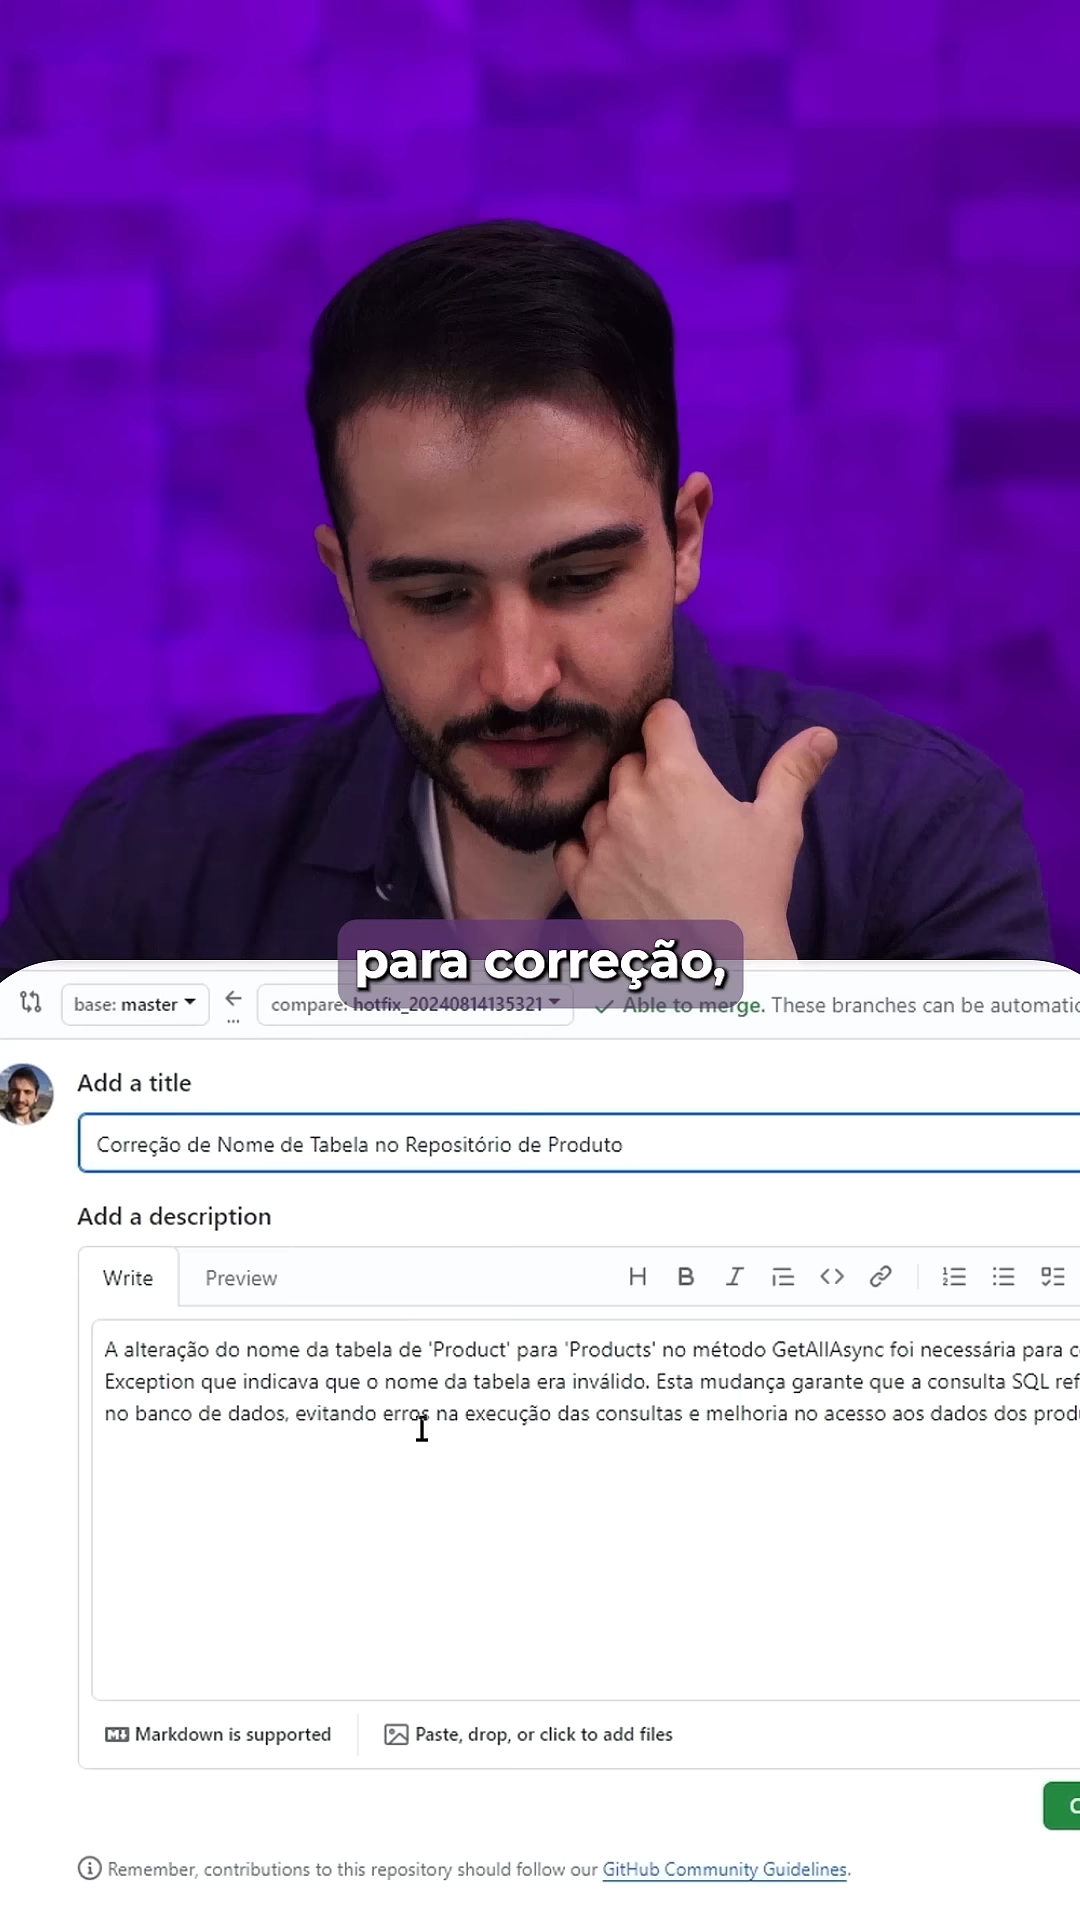 para correção,
base: master
compare: hotfix_20240814135321
Able to merge. These branches can be
Add a title
Correção de Nome de Tabela no Repositório de Produto
Add a description
Write
Preview
H B I
A alteração do nome da tabela de 'Product' para 'Products' no método GetAllAsync foi necessária para
Exception que indicava que o nome da tabela era inválido. Esta mudança garante que a consulta SQL
no banco de dados, evitando erros na execução das consultas e melhoria no acesso aos dados dos
Markdown is supported
Paste, drop, or click to add files
Remember, contributions to this repository should follow our GitHub Community Guidelines.